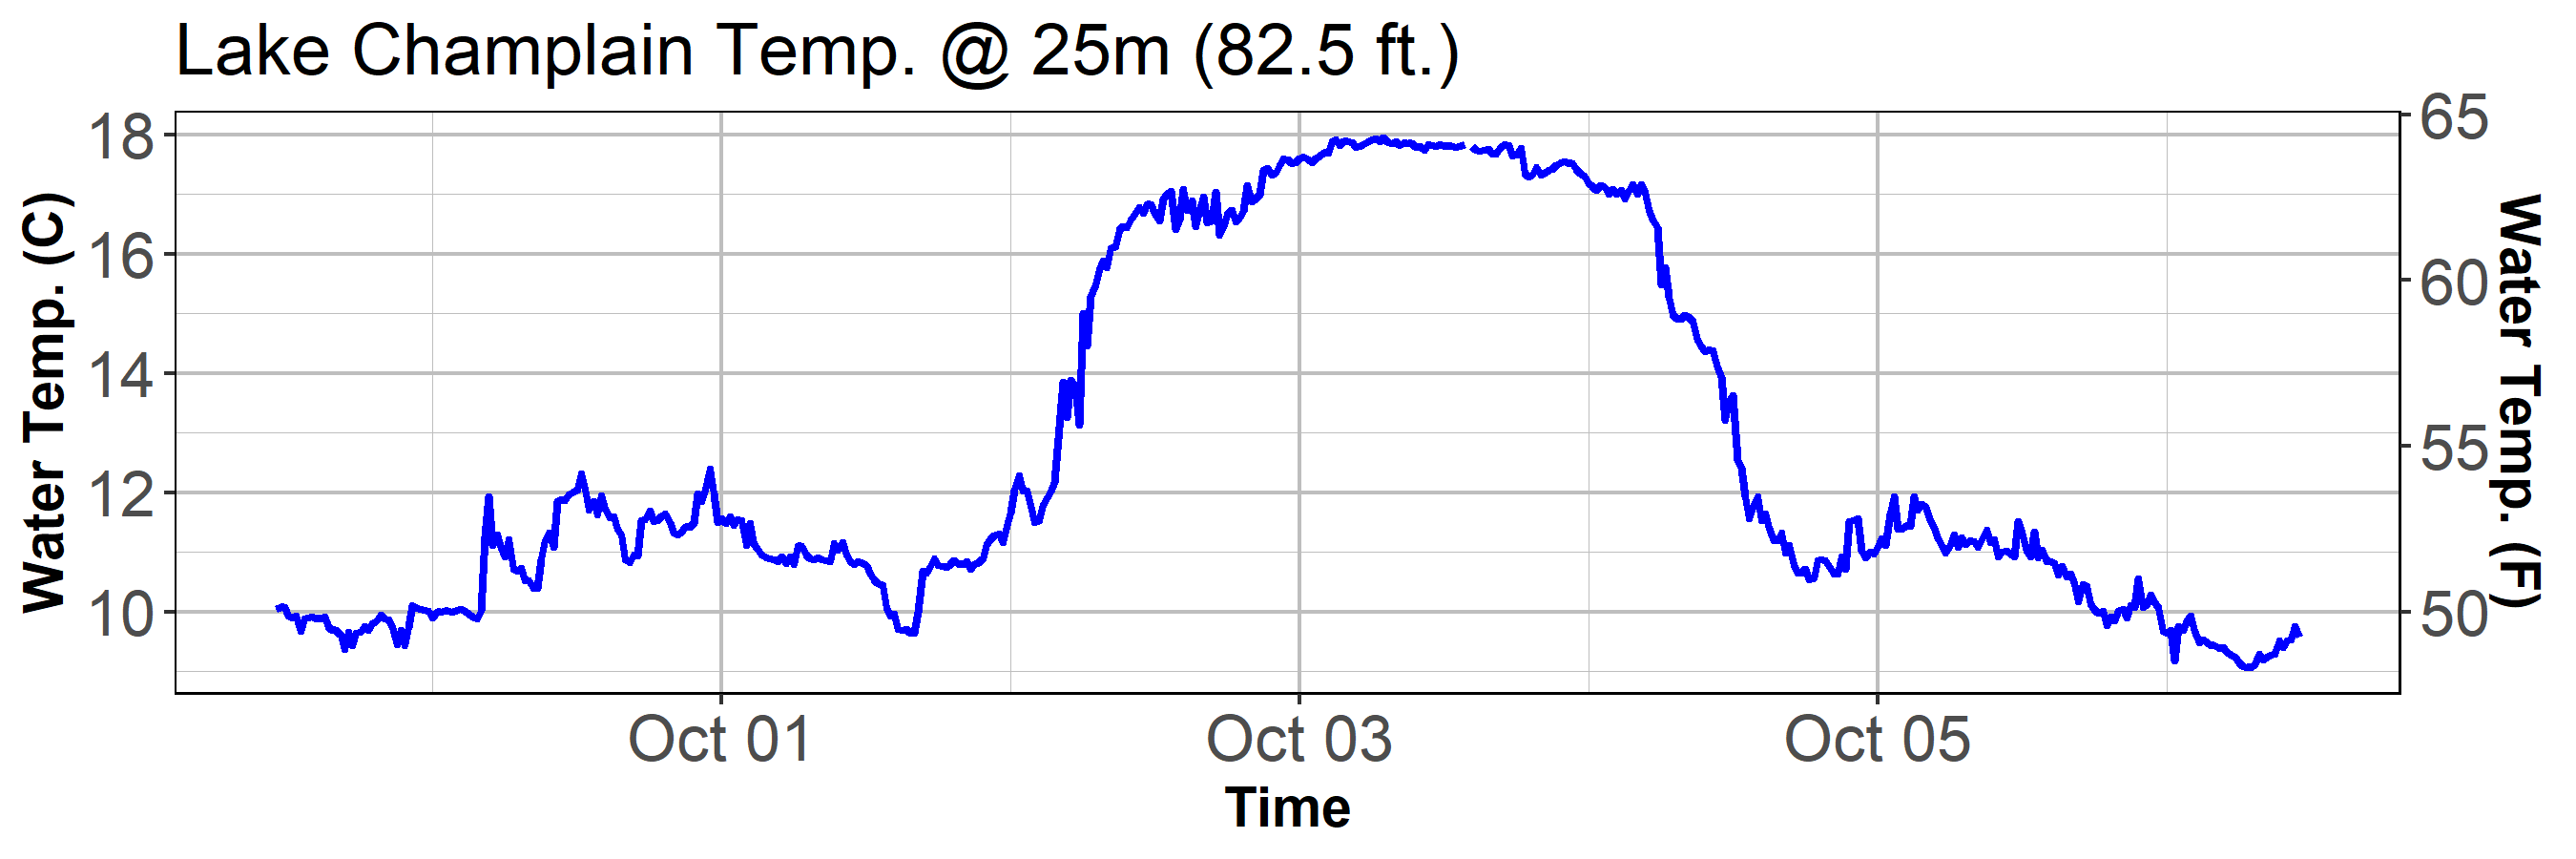 Lake Champlain Temp. @ 25m (82.5 ft.)
Water Temp. (C)
18
16
14
12
10
65
60
55
50
Water Temp. (F)
Oct 01
Oct 03
Oct 05
Time